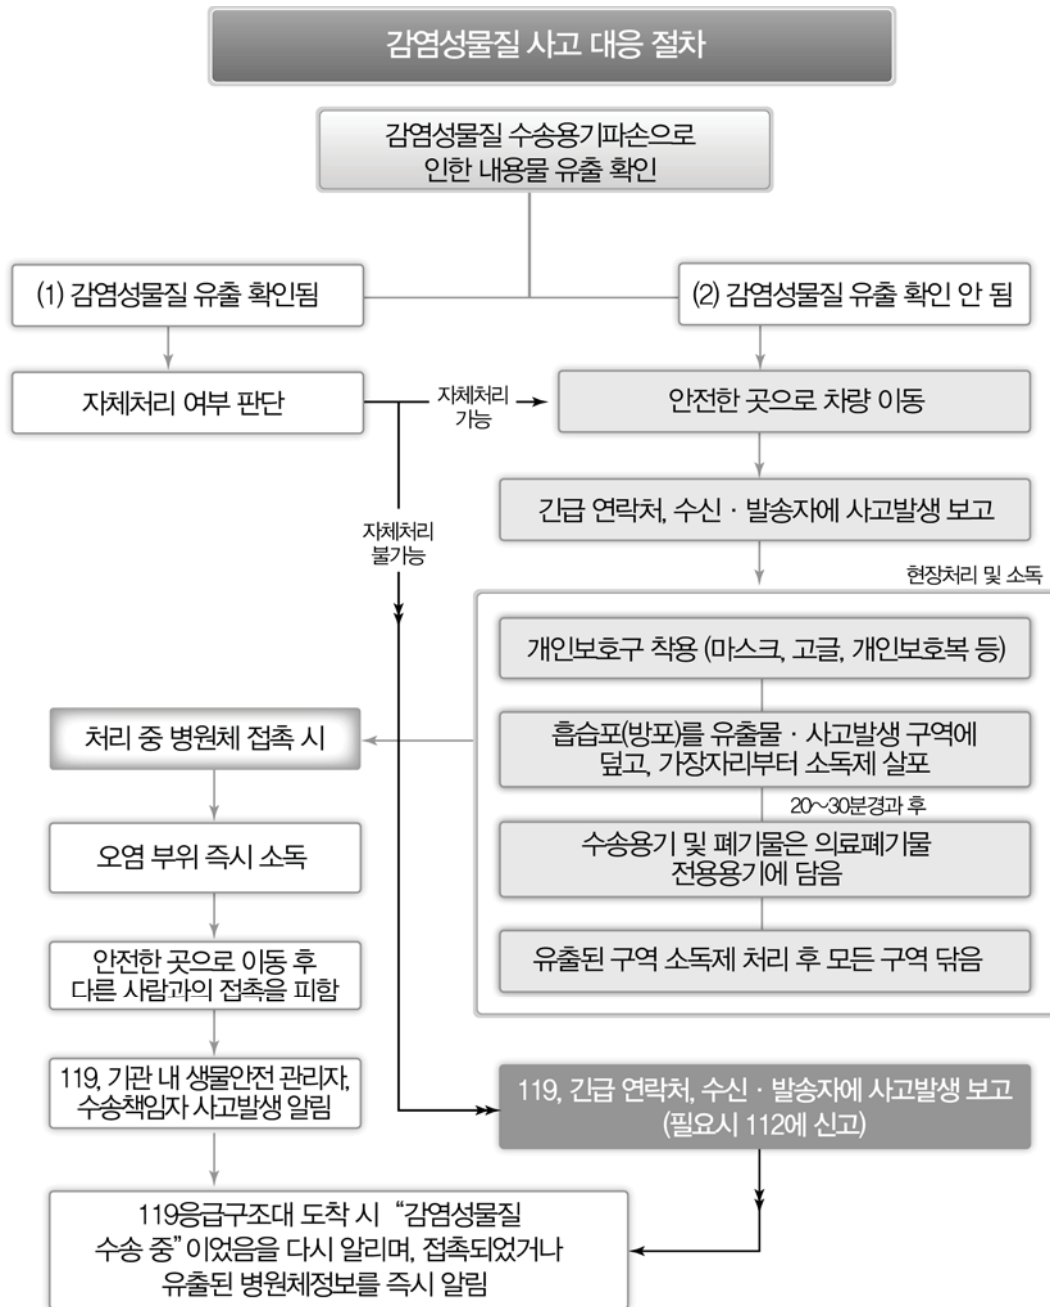 감염성물질 사고 대응 절차
감염성물질 수송용기파손으로
인한 내용물 유출 확인
(1) 감염성물질 유출 확인됨
(2) 감염성물질 유출 확인 안 됨
자체처리 여부 판단
자체처리
가능
안전한 곳으로 차량 이동
긴급 연락처, 수신 · 발송자에 사고발생 보고
자체처리
불가능
현장처리 및 소독
개인보호구 착용 (마스크, 고글, 개인보호복 등)
흡습포(방포)를 유출물 · 사고발생 구역에
덮고, 가장자리부터 소독제 살포
20~30분경과 후
수송용기 및 폐기물은 의료폐기물
전용용기에 담음
유출된 구역 소독제 처리 후 모든 구역 닦음
처리 중 병원체 접촉 시
오염 부위 즉시 소독
안전한 곳으로 이동 후
다른 사람과의 접촉을 피함
119, 기관 내 생물안전 관리자,
수송책임자 사고발생 알림
119, 긴급 연락처, 수신 · 발송자에 사고발생 보고
(필요시 112에 신고)
119응급구조대 도착 시 “감염성물질
수송 중” 이었음을 다시 알리며, 접촉되었거나
유출된 병원체정보를 즉시 알림